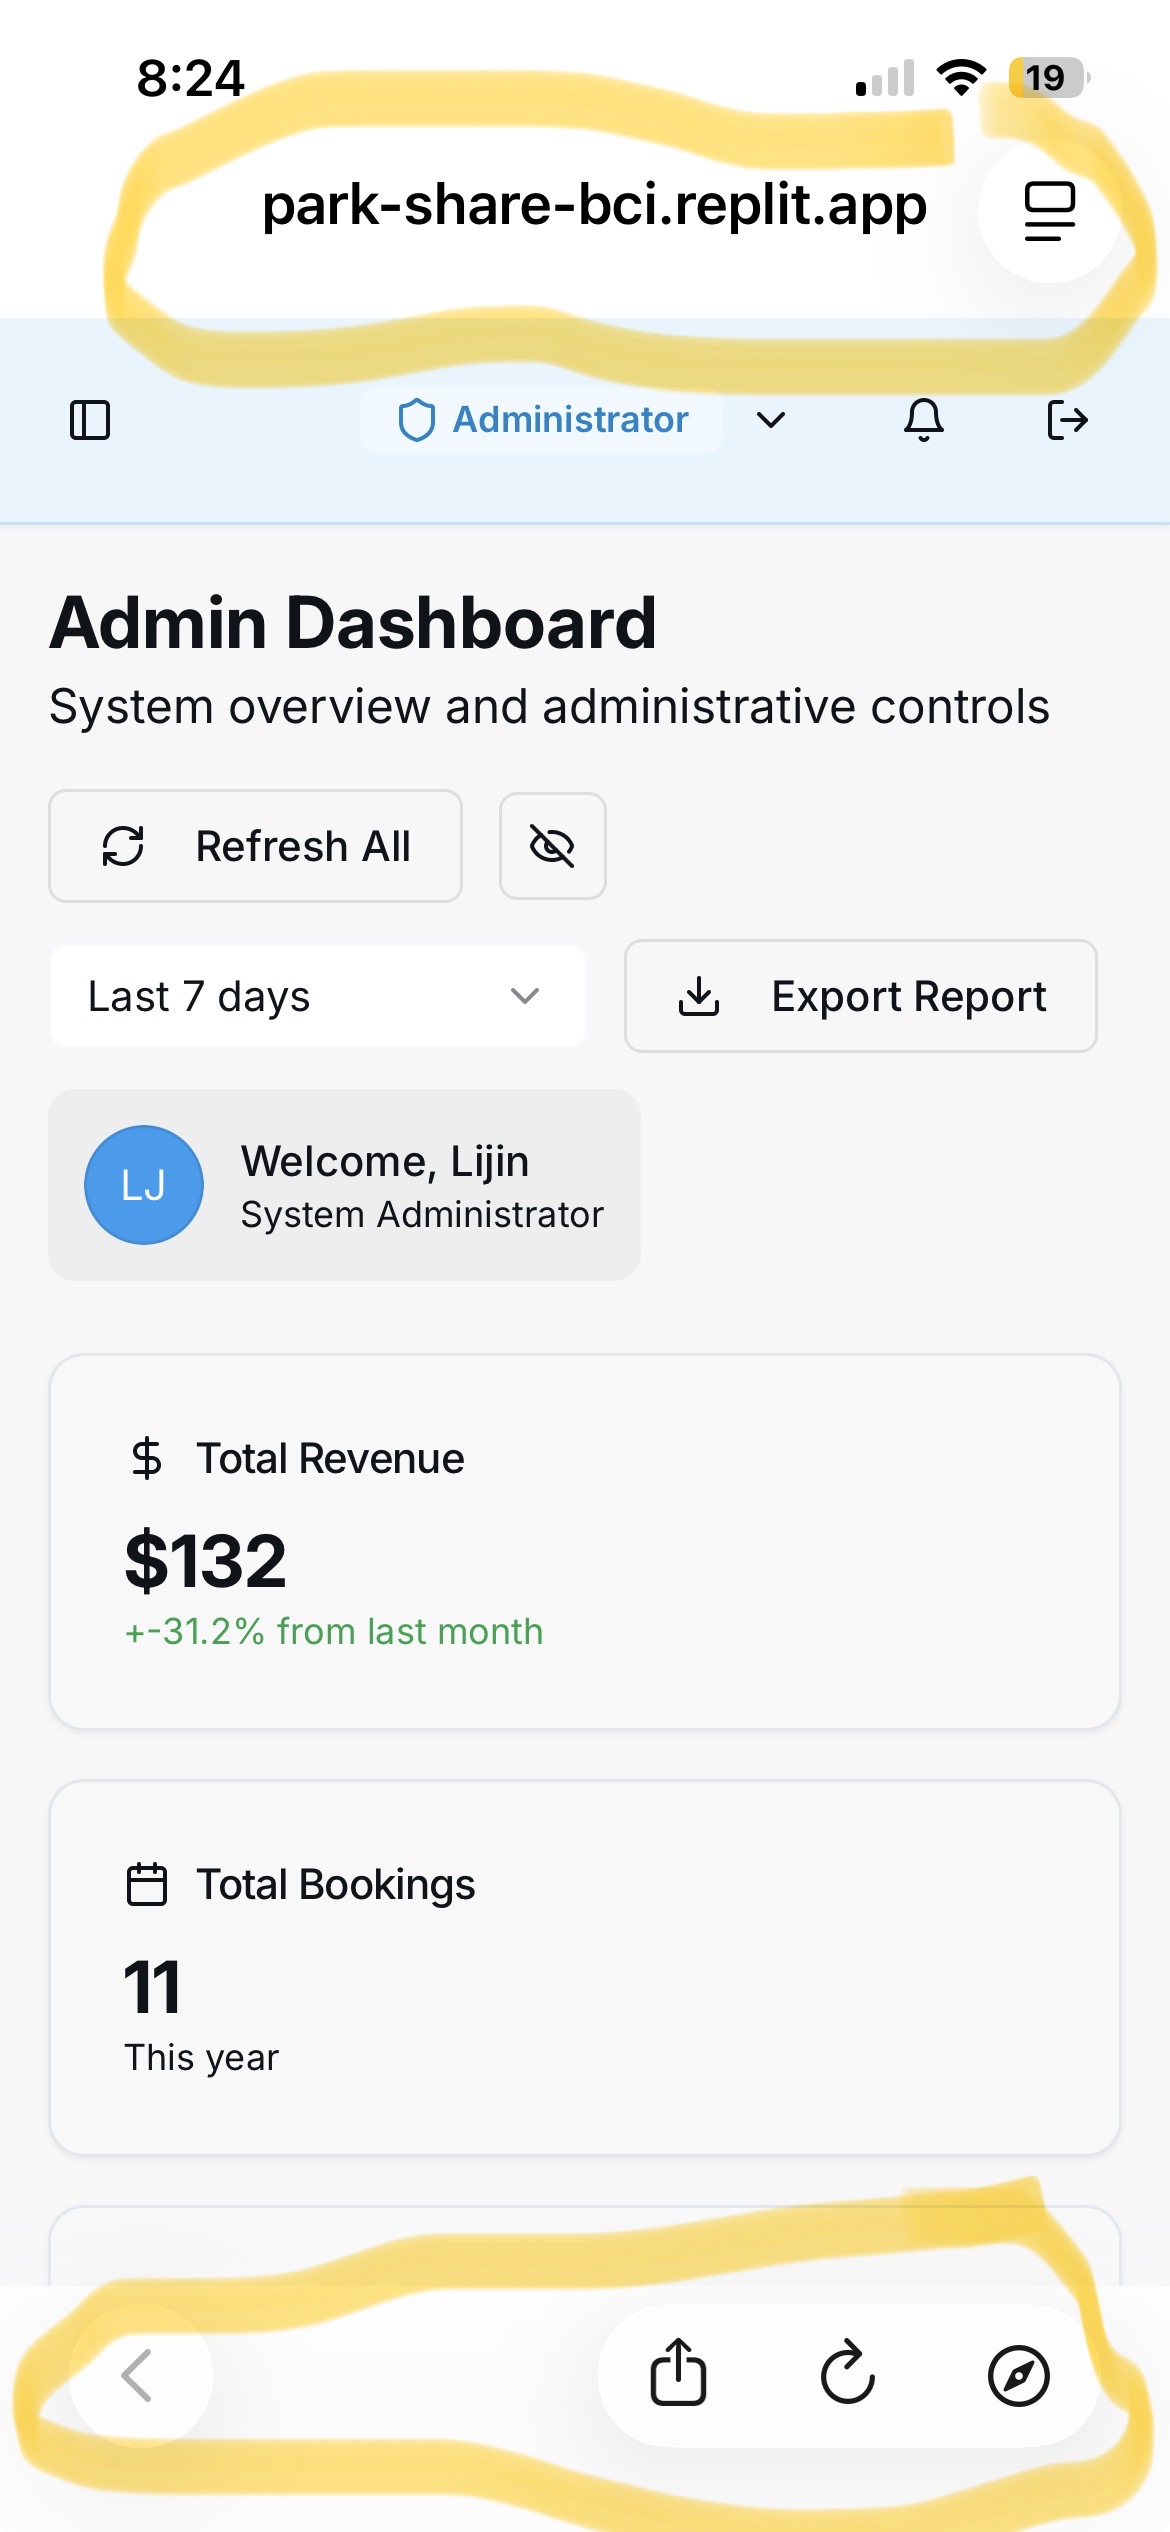 8:24
19
park-share-bci.replit.app
Administrator
Admin Dashboard
System overview and administrative controls
Refresh All
Last 7 days
Export Report
LJ
Welcome, Lijin
System Administrator
Total Revenue
$132
+-31.2% from last month
Total Bookings
11
This year